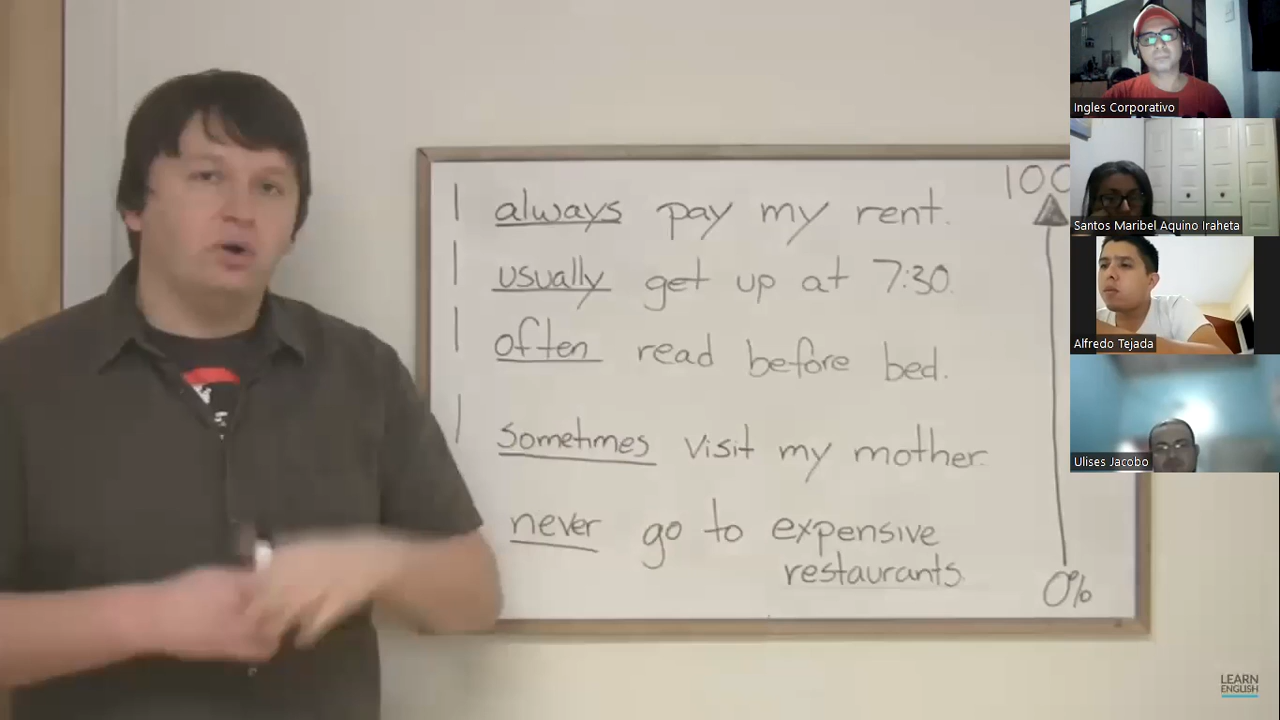 I always pay my rent.
I usually get up at 7:30.
I often read before bed.
I sometimes visit my mother.
never go to expensive
restaurants.
100
0%
Ingles Corporativo
Santos Maribel Aquino Iraheta
Alfredo Tejada
Ulises Jacobo
LEARN
ENGLISH